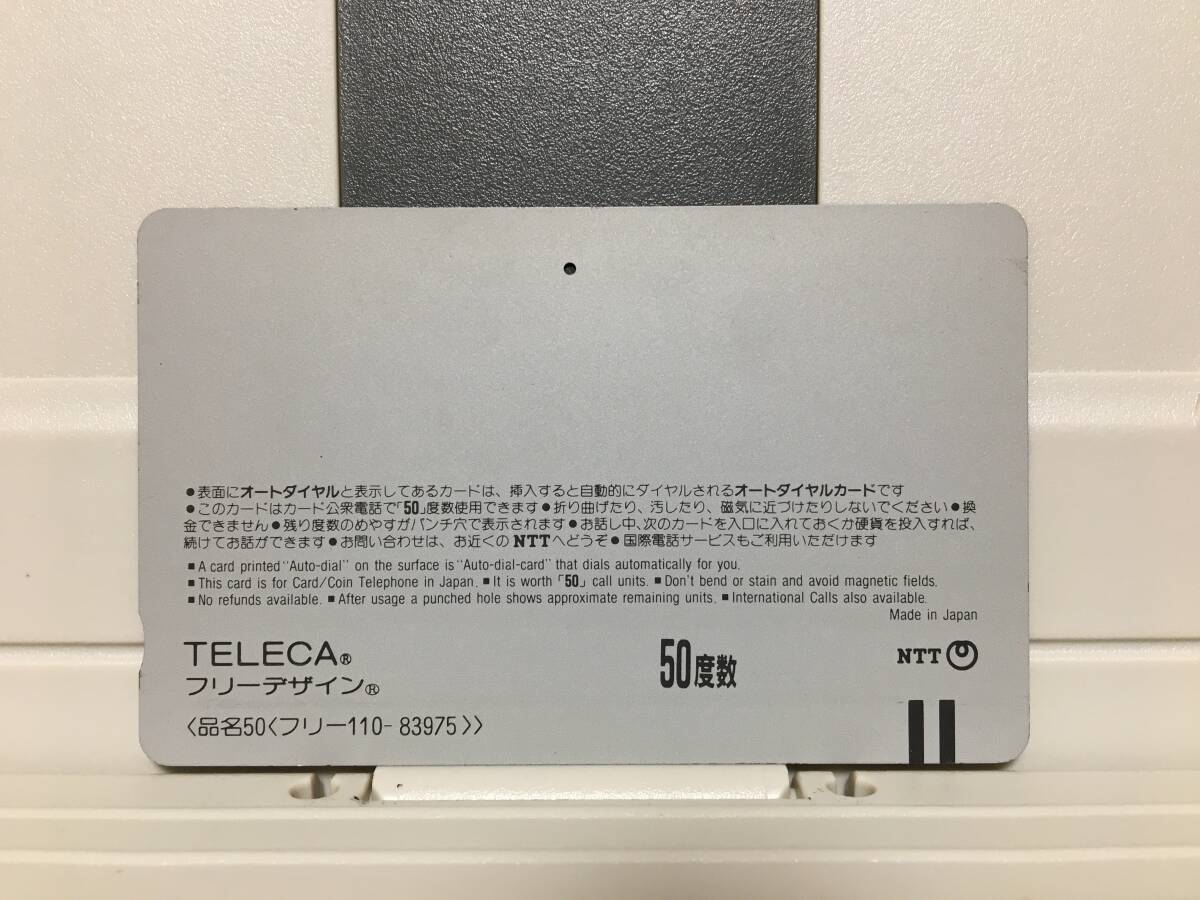 ●表面にオートダイヤルと表示してあるカードは、挿入すると自動的にダイヤルされるオートダイヤルカードです
●このカードはカード公衆電話で「50」度数使用できます●折り曲げたり、汚したり、磁気に近づけたりしないでください●換
金できません●残り度数のめやすがパンチ穴で表示されます●お話し中、次のカードを入口に入れておくか硬貨を投入すれば、
続けてお話ができます●お問い合わせは、お近くのNTTへどうぞ●国際電話サービスもご利用いただけます
■A card printed "Auto-dial" on the surface is "Auto-dial-card" that dials automatically for you.
■This card is for Card/Coin Telephone in Japan. ■It is worth「50」call units. ■Don't bend or stain and avoid magnetic fields.
■No refunds available. ■After usage a punched hole shows approximate remaining units. ■International Calls also available.
Made in Japan
TELECA®
フリーデザイン®
50度数
NTT
〈品名50〈フリー110-83975〉〉